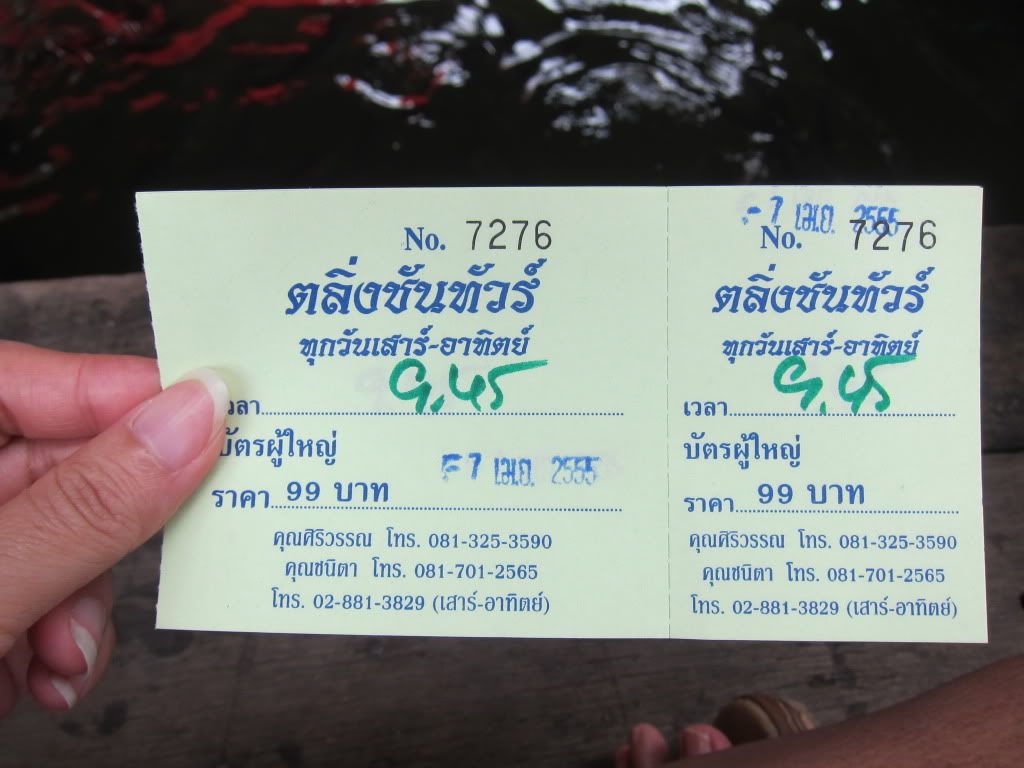 No. 7276
ตลิ่งชันทัวร์
ทุกวันเสาร์-อาทิตย์
9.45
เวลา
บัตรผู้ใหญ่
-7 เม.ย. 2555
ราคา 99 บาท
คุณศิริวรรณ โทร. 081-325-3590
คุณชนิตา โทร. 081-701-2565
โทร. 02-881-3829 (เสาร์-อาทิตย์)
-7 เม.ย. 2555
No. 7276
ตลิ่งชันทัวร์
ทุกวันเสาร์-อาทิตย์
9.45
เวลา
บัตรผู้ใหญ่
ราคา 99 บาท
คุณศิริวรรณ โทร. 081-325-3590
คุณชนิตา โทร. 081-701-2565
โทร. 02-881-3829 (เสาร์-อาทิตย์)